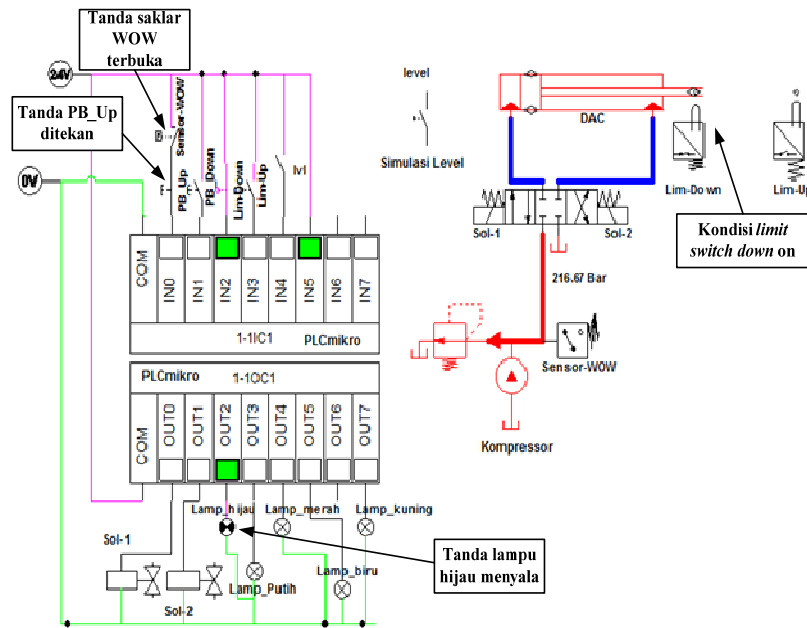 Tanda saklar
WOW
terbuka
24V
Tanda PB_Up
ditekan
0V
Sensor-WOW
PB_Up
PB_Down
Lim-Down
Lim-Up
lvl
COM
IN0
IN1
IN2
IN3
IN4
IN5
IN6
IN7
1-1IC1
PLCmikro
PLCmikro
1-1OC1
COM
OUT0
OUT1
OUT2
OUT3
OUT4
OUT5
OUT6
OUT7
Lamp_hijau
Lamp_merah
Lamp_kuning
Sol-1
Sol-2
Lamp_Putih
Lamp_biru
Tanda lampu
hijau menyala
level
Simulasi Level
DAC
Lim-Down
Lim-Up
Sol-1
Sol-2
Kondisi limit
switch down on
216.67 Bar
Sensor-WOW
Kompressor